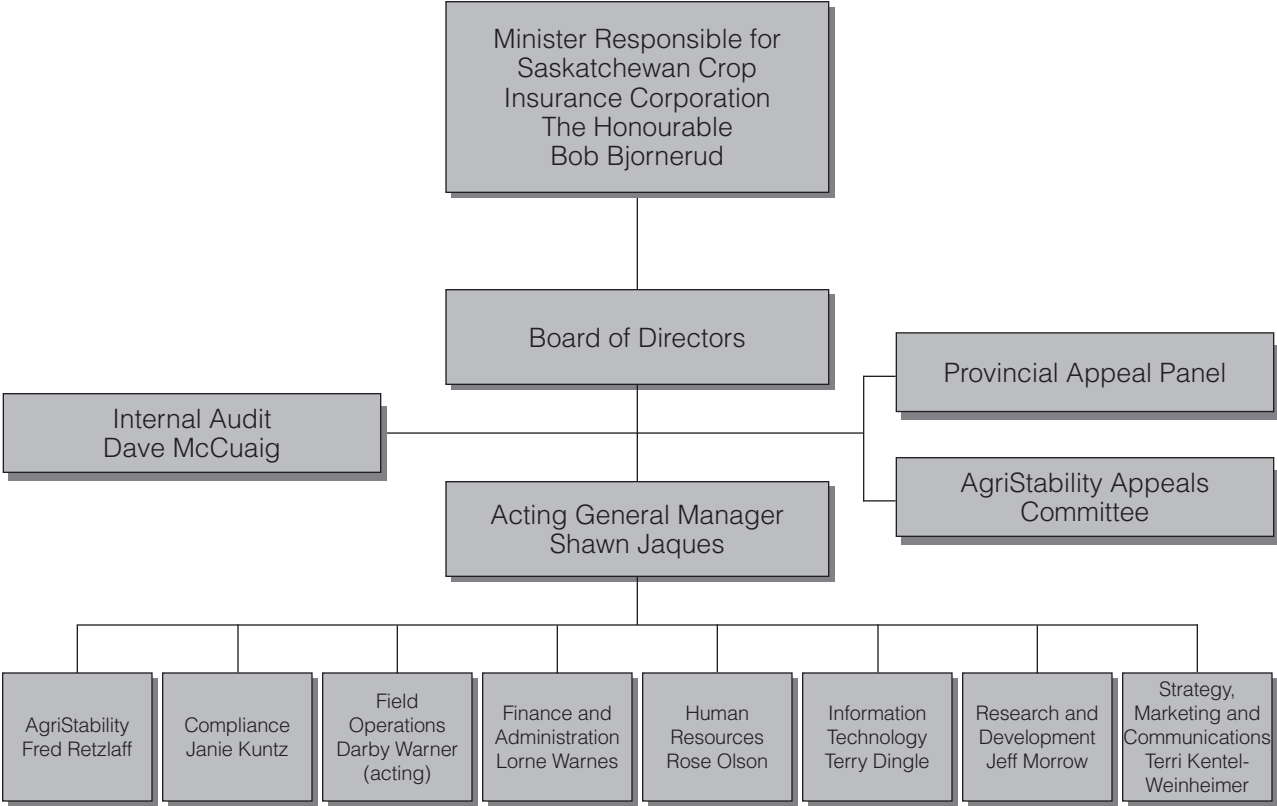 Minister Responsible for
Saskatchewan Crop
Insurance Corporation
The Honourable
Bob Bjornerud
Board of Directors
Provincial Appeal Panel
Internal Audit
Dave McCuaig
AgriStability Appeals
Committee
Acting General Manager
Shawn Jaques
AgriStability
Fred Retzlaff
Compliance
Janie Kuntz
Field
Operations
Darby Warner
(acting)
Finance and
Administration
Lorne Warnes
Human
Resources
Rose Olson
Information
Technology
Terry Dingle
Research and
Development
Jeff Morrow
Strategy,
Marketing and
Communications
Terri Kentel-
Weinheimer